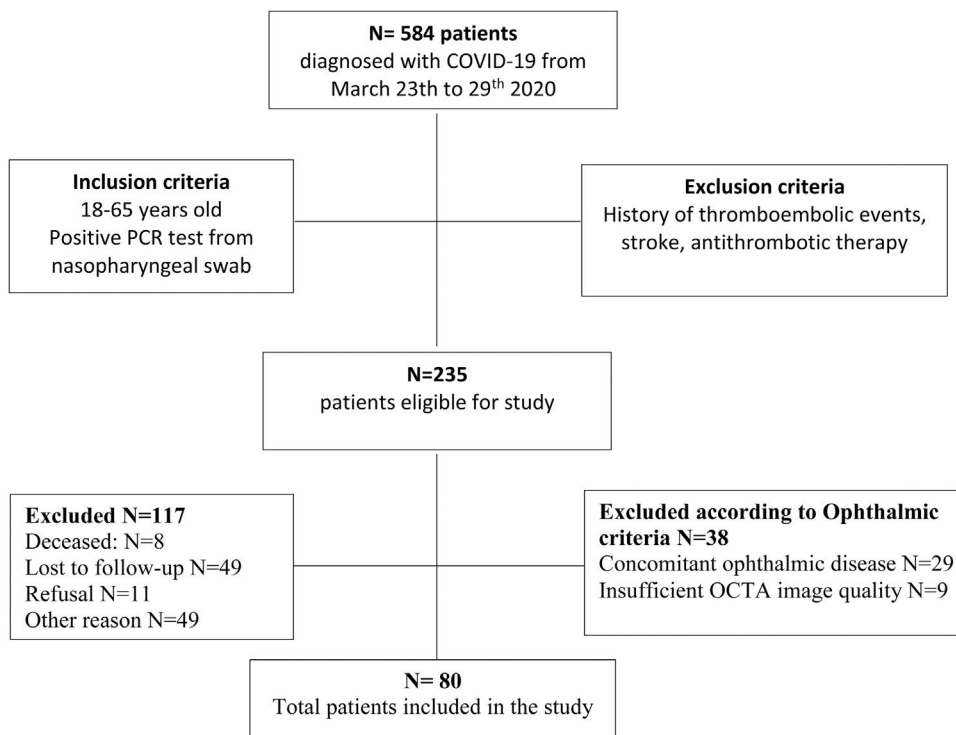 N= 584 patients
diagnosed with COVID-19 from
March 23th to 29th 2020
Inclusion criteria
18-65 years old
Positive PCR test from
nasopharyngeal swab
Exclusion criteria
History of thromboembolic events,
stroke, antithrombotic therapy
N=235
patients eligible for study
Excluded N=117
Deceased: N=8
Lost to follow-up N=49
Refusal N=11
Other reason N=49
Excluded according to Ophthalmic
criteria N=38
Concomitant ophthalmic disease N=29
Insufficient OCTA image quality N=9
N= 80
Total patients included in the study